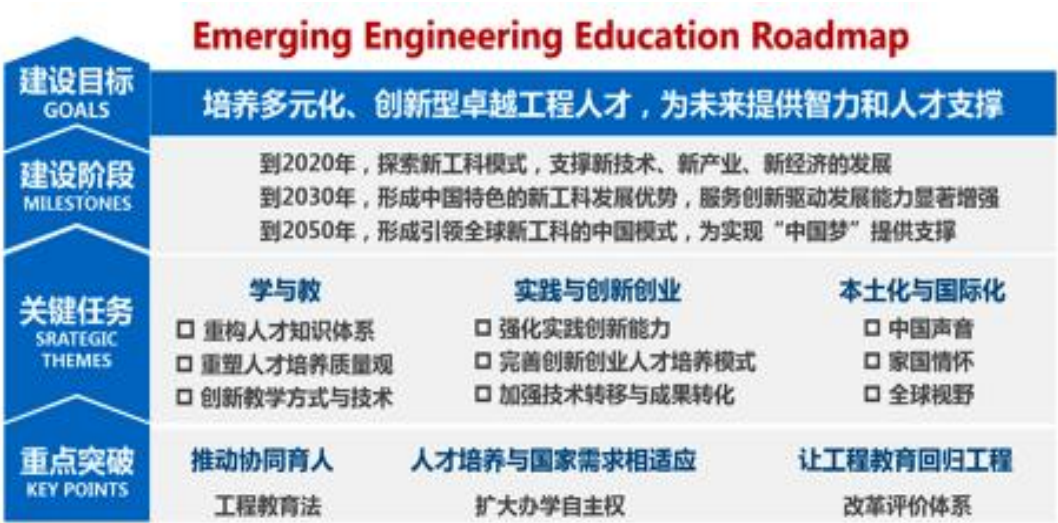 Emerging Engineering Education Roadmap
建设目标
GOALS
培养多元化、创新型卓越工程人才，为未来提供智力和人才支撑
建设阶段
MILESTONES
到2020年，探索新工科模式，支撑新技术、新产业、新经济的发展
到2030年，形成中国特色的新工科发展优势，服务创新驱动发展能力显著增强
到2050年，形成引领全球新工科的中国模式，为实现“中国梦”提供支撑
关键任务
SRATEGIC
THEMES
学与教
重构人才知识体系
重塑人才培养质量观
创新教学方式与技术
实践与创新创业
强化实践创新能力
完善创新创业人才培养模式
加强技术转移与成果转化
本土化与国际化
中国声音
家国情怀
全球视野
重点突破
KEY POINTS
推动协同育人
工程教育法
人才培养与国家需求相适应
扩大办学自主权
让工程教育回归工程
改革评价体系